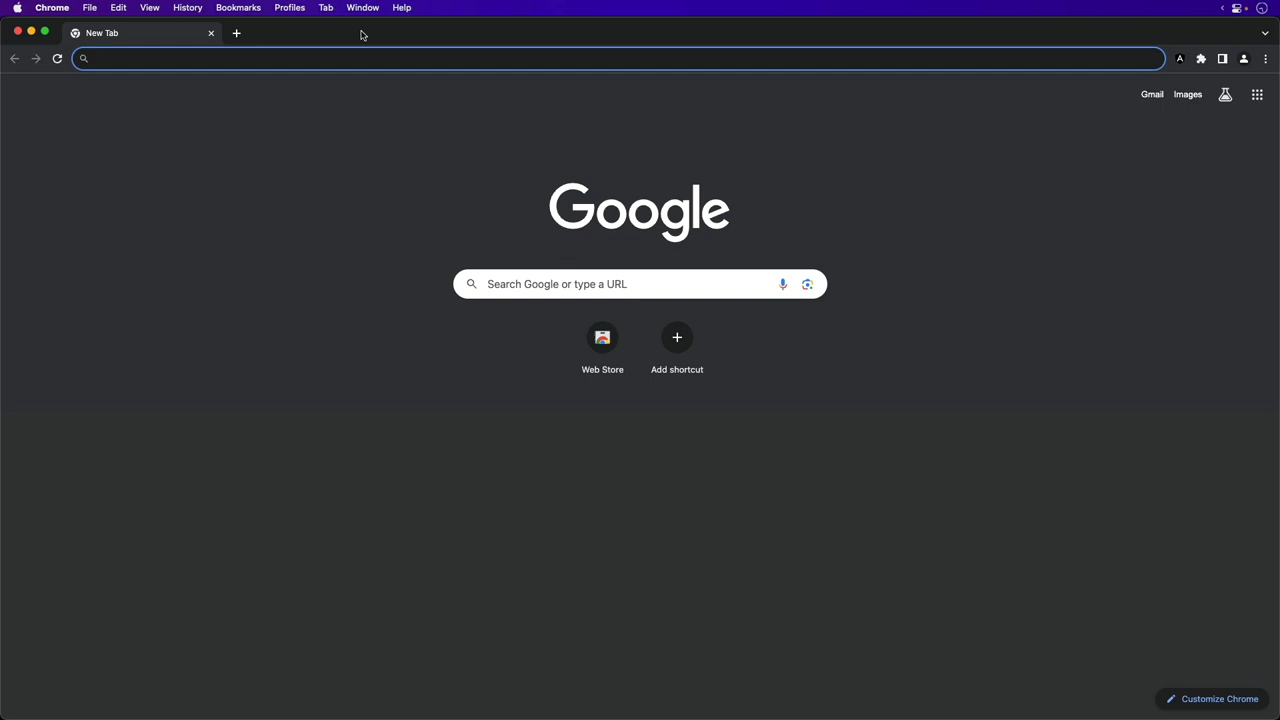 Chrome File Edit View History Bookmarks Profiles Tab Window Help
New Tab
Gmail Images
Google
Search Google or type a URL
Web Store Add shortcut
Customize Chrome